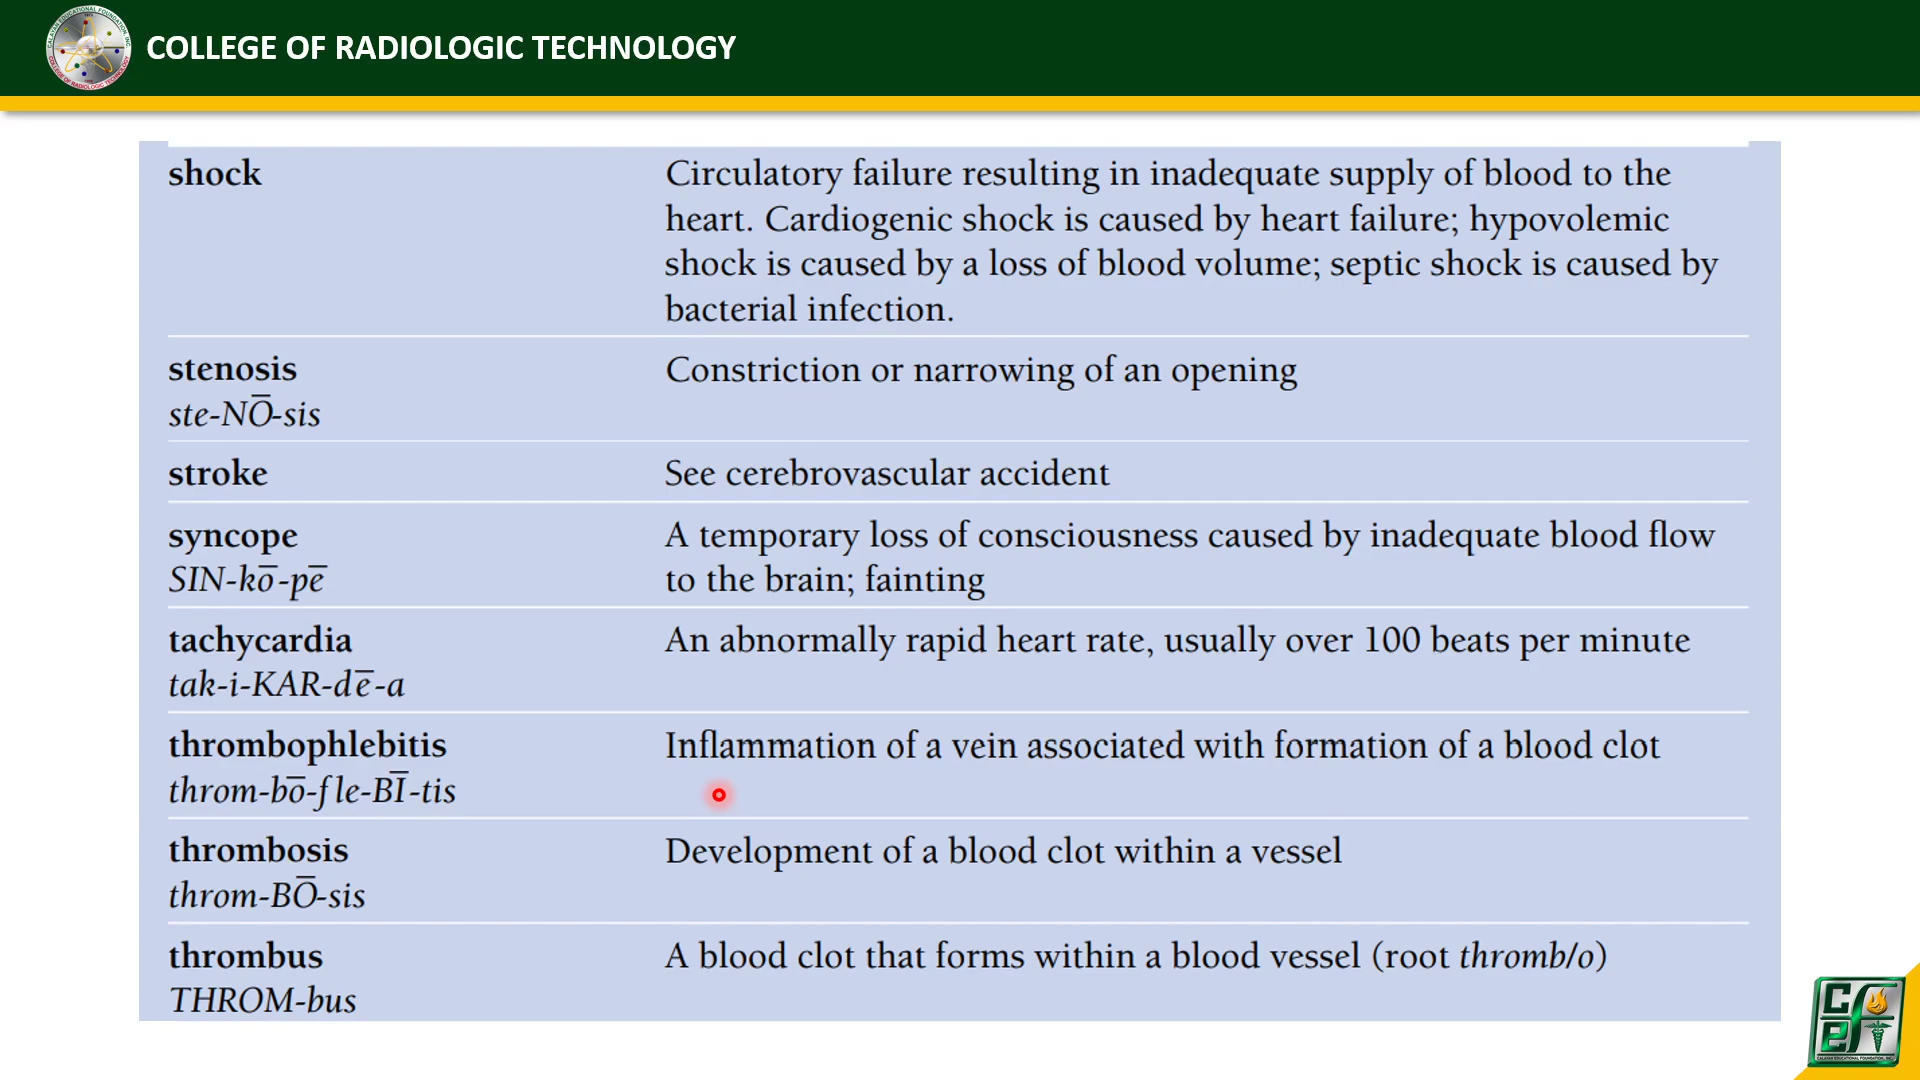 COLLEGE OF RADIOLOGIC TECHNOLOGY
shock
Circulatory failure resulting in inadequate supply of blood to the
heart. Cardiogenic shock is caused by heart failure; hypovolemic
shock is caused by a loss of blood volume; septic shock is caused by
bacterial infection.
stenosis
ste-NŌ-sis
Constriction or narrowing of an opening
stroke
See cerebrovascular accident
syncope
SIN-kō-pē
A temporary loss of consciousness caused by inadequate blood flow
to the brain; fainting
tachycardia
tak-i-KAR-dē-a
An abnormally rapid heart rate, usually over 100 beats per minute
thrombophlebitis
throm-bō-fle-BĪ-tis
Inflammation of a vein associated with formation of a blood clot
thrombosis
throm-BŌ-sis
Development of a blood clot within a vessel
thrombus
THROM-bus
A blood clot that forms within a blood vessel (root thromb/o)
CALAYAN EDUCATIONAL FOUNDATION, INC.